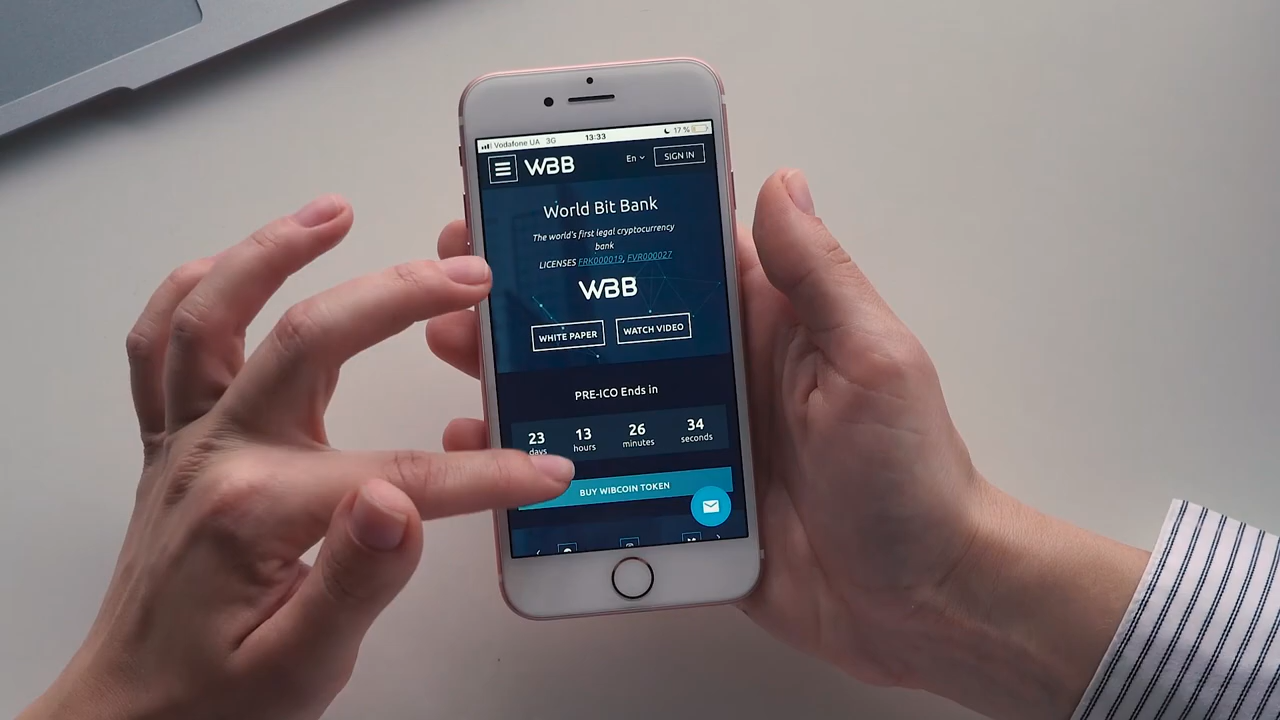 Vodafone UA 3G 13:33 17 %
WBB En SIGN IN
World Bit Bank
The world's first legal cryptocurrency
bank
LICENSES FRK000019, FVR000027
WBB
WHITE PAPER WATCH VIDEO
PRE-ICO Ends in
23 13 26 34
days hours minutes seconds
BUY WIBCOIN TOKEN